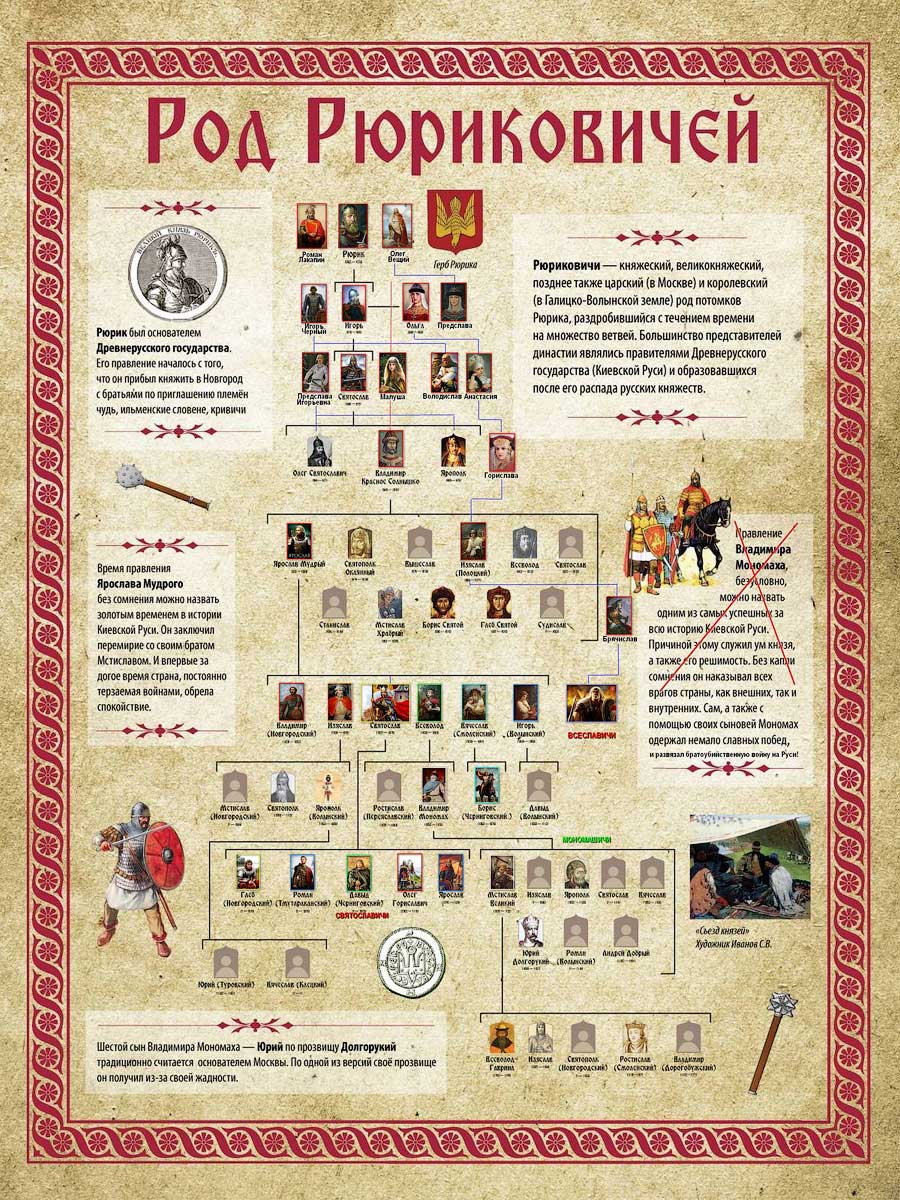 Род Рюриковичей
ВЕЛИКИЙ КНЯЗЬ РЮРИКЪ
Рюрик был основателем
Древнерусского государства.
Его правление началось с того,
что он прибыл княжить в Новгород
с братьями по приглашению племён
чудь, ильменские словене, кривичи
Роман
Лакапин
Рюрик
Олег
Вещий
Герб Рюрика
Рюриковичи — княжеский, великокняжеский,
позднее также царский (в Москве) и королевский
(в Галицко-Волынской земле) род потомков
Рюрика, раздробившийся с течением времени
на множество ветвей. Большинство представителей
династии являлись правителями Древнерусского
государства (Киевской Руси) и образовавшихся
после его распада русских княжеств.
Игорь
Черный
Игорь
Ольга
Предслава
Предслава
Игорьевна
Святослав
Малуша
Володислав
Анастасия
Олег Святославич
Владимир
Красное Солнышко
Ярополк
Горислава
Время правления
Ярослава Мудрого
без сомнения можно назвать
золотым временем в истории
Киевской Руси. Он заключил
перемирие со своим братом
Мстиславом. И впервые за
догое время страна, постоянно
терзаемая войнами, обрела
спокойствие.
Ярослав Мудрый
Святополк
Окаянный
Вышеслав
Изяслав
(Полоцкий)
Всеволод
Святослав
Станислав
Мстислав
Храбрый
Борис Святой
Глеб Святой
Судислав
Брячислав
Правление
Владимира
Мономаха,
безусловно,
можно назвать
одним из самых успешных за
всю историю Киевской Руси.
Причиной этому служил ум князя,
а также его решимость. Без капли
сомнения он наказывал всех
врагов страны, как внешних, так и
внутренних. Сам, а также с
помощью своих сыновей Мономах
одержал немало славных побед,
и развязал братоубийственную войну на Руси!
Владимир
(Новгородский)
Изяслав
Святослав
Всеволод
Вячеслав
(Смоленский)
Игорь
(Волынский)
ВСЕСЛАВИЧИ
Мстислав
(Новгородский)
Святополк
Ярополк
(Волынский)
Ростислав
(Переяславский)
Владимир
Мономах
Борис
(Черниговский)
Давыд
(Волынский)
МОНОМАШИЧИ
Глеб
(Новгородский)
Роман
(Тмутараканский)
Давыд
(Черниговский)
Олег
Гориславич
Ярослав
СВЯТОСЛАВИЧИ
Мстислав
Великий
Изяслав
Ярополк
Святослав
Вячеслав
«Съезд князей»
Художник Иванов С.В.
Юрий
Долгорукий
Роман
(Волынский)
Андрей Добрый
Юрий (Туровский)
Вячеслав (Клецкий)
Шестой сын Владимира Мономаха — Юрий по прозвищу Долгорукий
традиционно считается основателем Москвы. По одной из версий своё прозвище
он получил из-за своей жадности.
Всеволод-
Гавриил
Изяслав
Святополк
(Новгородский)
Ростислав
(Смоленский)
Владимир
(Дорогобужский)